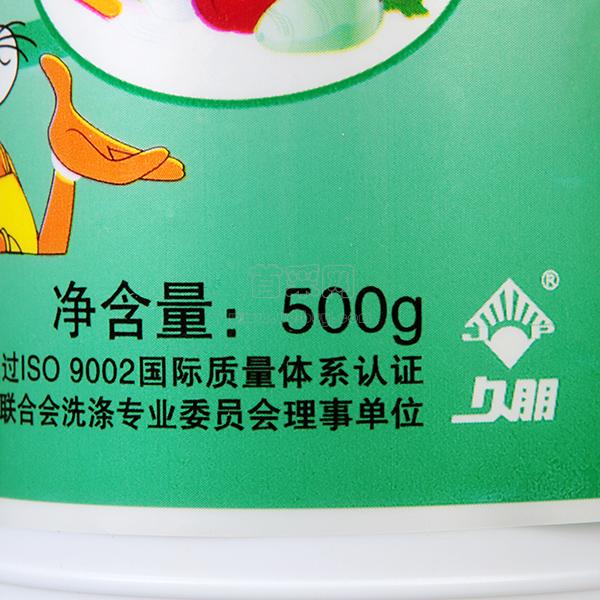 净含量：500g
过ISO 9002国际质量体系认证
联合会洗涤专业委员会理事单位
®
久朋